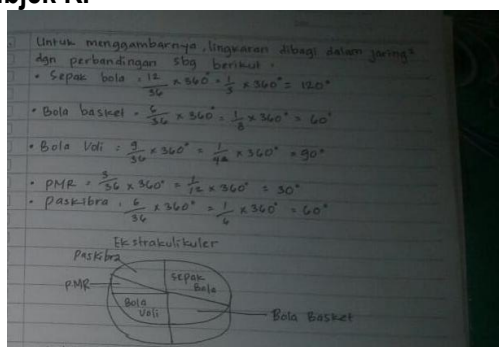 Untuk menggambarnya, lingkaran dibagi dalam jaring²
dgn perbandingan sbg berikut.
• Sepak bola = 12/36 x 360° = 1/3 x 360° = 120°
• Bola basket = 6/36 x 360° = 1/6 x 360° = 60°
• Bola Voli = 9/36 x 360° = 1/4 x 360° = 90°
• PMR = 3/36 x 360° = 1/12 x 360° = 30°
• Paskibra = 6/36 x 360° = 1/6 x 360° = 60°
Ekstrakulikuler
Paskibra
Sepak
Bola
PMR
Bola
Voli
Bola Basket